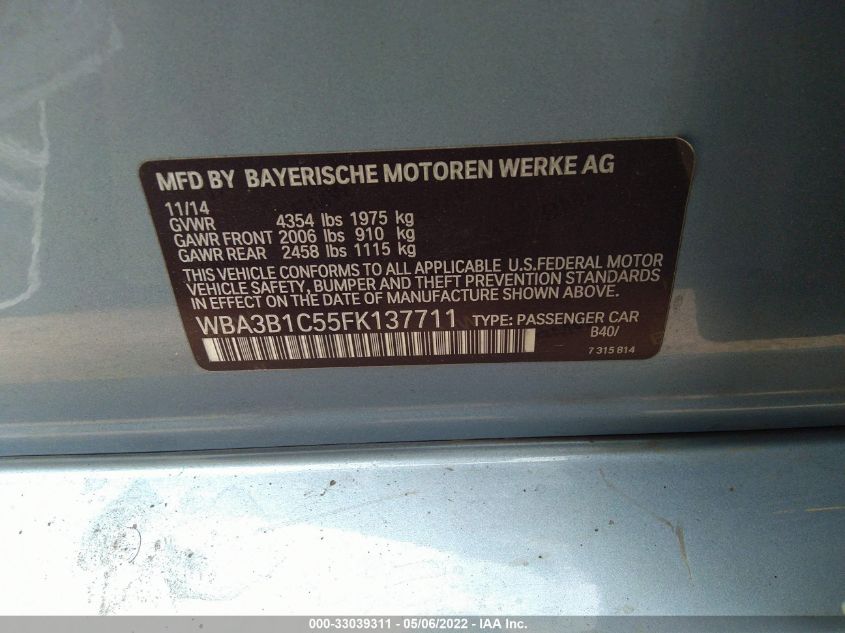 MFD BY BAYERISCHE MOTOREN WERKE AG
11/14
GVWR 4354 lbs 1975 kg
GAWR FRONT 2006 lbs 910 kg
GAWR REAR 2458 lbs 1115 kg
THIS VEHICLE CONFORMS TO ALL APPLICABLE U.S.FEDERAL MOTOR
VEHICLE SAFETY, BUMPER AND THEFT PREVENTION STANDARDS
IN EFFECT ON THE DATE OF MANUFACTURE SHOWN ABOVE.
WBA3B1C55FK137711 TYPE: PASSENGER CAR
B40/
7 315 814
000-33039311 - 05/06/2022 - IAA Inc.